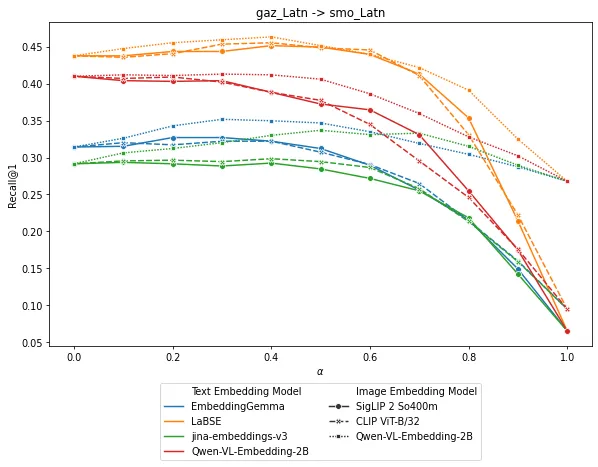 gaz_Latn -> smo_Latn
Recall@1
0.45
0.40
0.35
0.30
0.25
0.20
0.15
0.10
0.05
0.0 0.2 0.4 0.6 0.8 1.0
α
Text Embedding Model
EmbeddingGemma
LaBSE
jina-embeddings-v3
Qwen-VL-Embedding-2B
Image Embedding Model
SigLIP 2 So400m
CLIP ViT-B/32
Qwen-VL-Embedding-2B